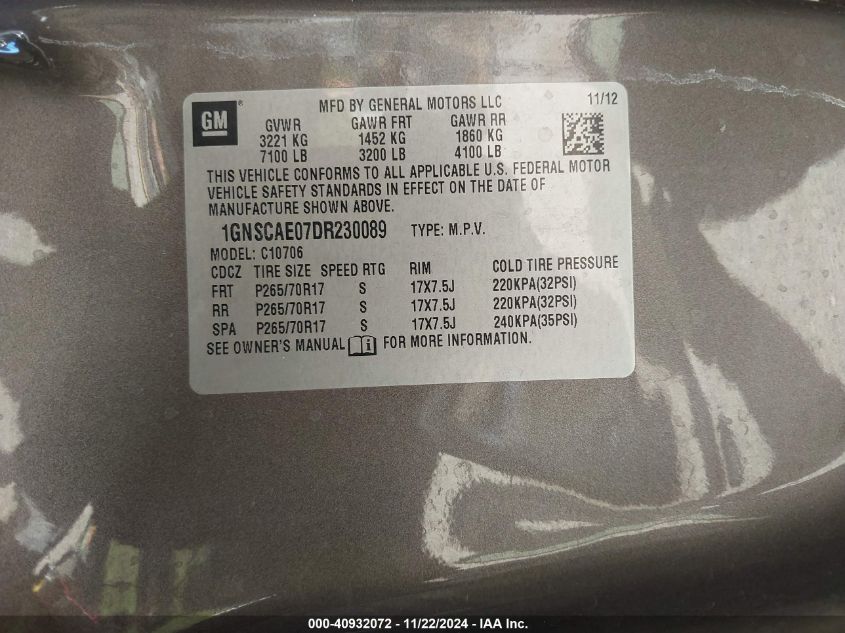 GM ®
MFD BY GENERAL MOTORS LLC 11/12
GVWR GAWR FRT GAWR RR
3221 KG 1452 KG 1860 KG
7100 LB 3200 LB 4100 LB
THIS VEHICLE CONFORMS TO ALL APPLICABLE U.S. FEDERAL MOTOR
VEHICLE SAFETY STANDARDS IN EFFECT ON THE DATE OF
MANUFACTURE SHOWN ABOVE.
1GNSCAE07DR230089 TYPE: M.P.V.
MODEL: C10706
CDCZ TIRE SIZE SPEED RTG RIM COLD TIRE PRESSURE
FRT P265/70R17 S 17X7.5J 220KPA(32PSI)
RR P265/70R17 S 17X7.5J 220KPA(32PSI)
SPA P265/70R17 S 17X7.5J 240KPA(35PSI)
SEE OWNER'S MANUAL i FOR MORE INFORMATION.
000-40932072 - 11/22/2024 - IAA Inc.